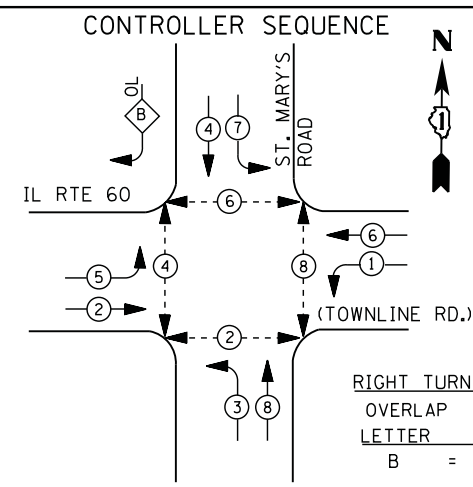 CONTROLLER SEQUENCE
N
1
OL
B
4
7
ST. MARY'S
ROAD
IL RTE 60
6
6
5
4
8
1
2
(TOWNLINE RD.)
2
3
8
RIGHT TURN
OVERLAP
LETTER
B =